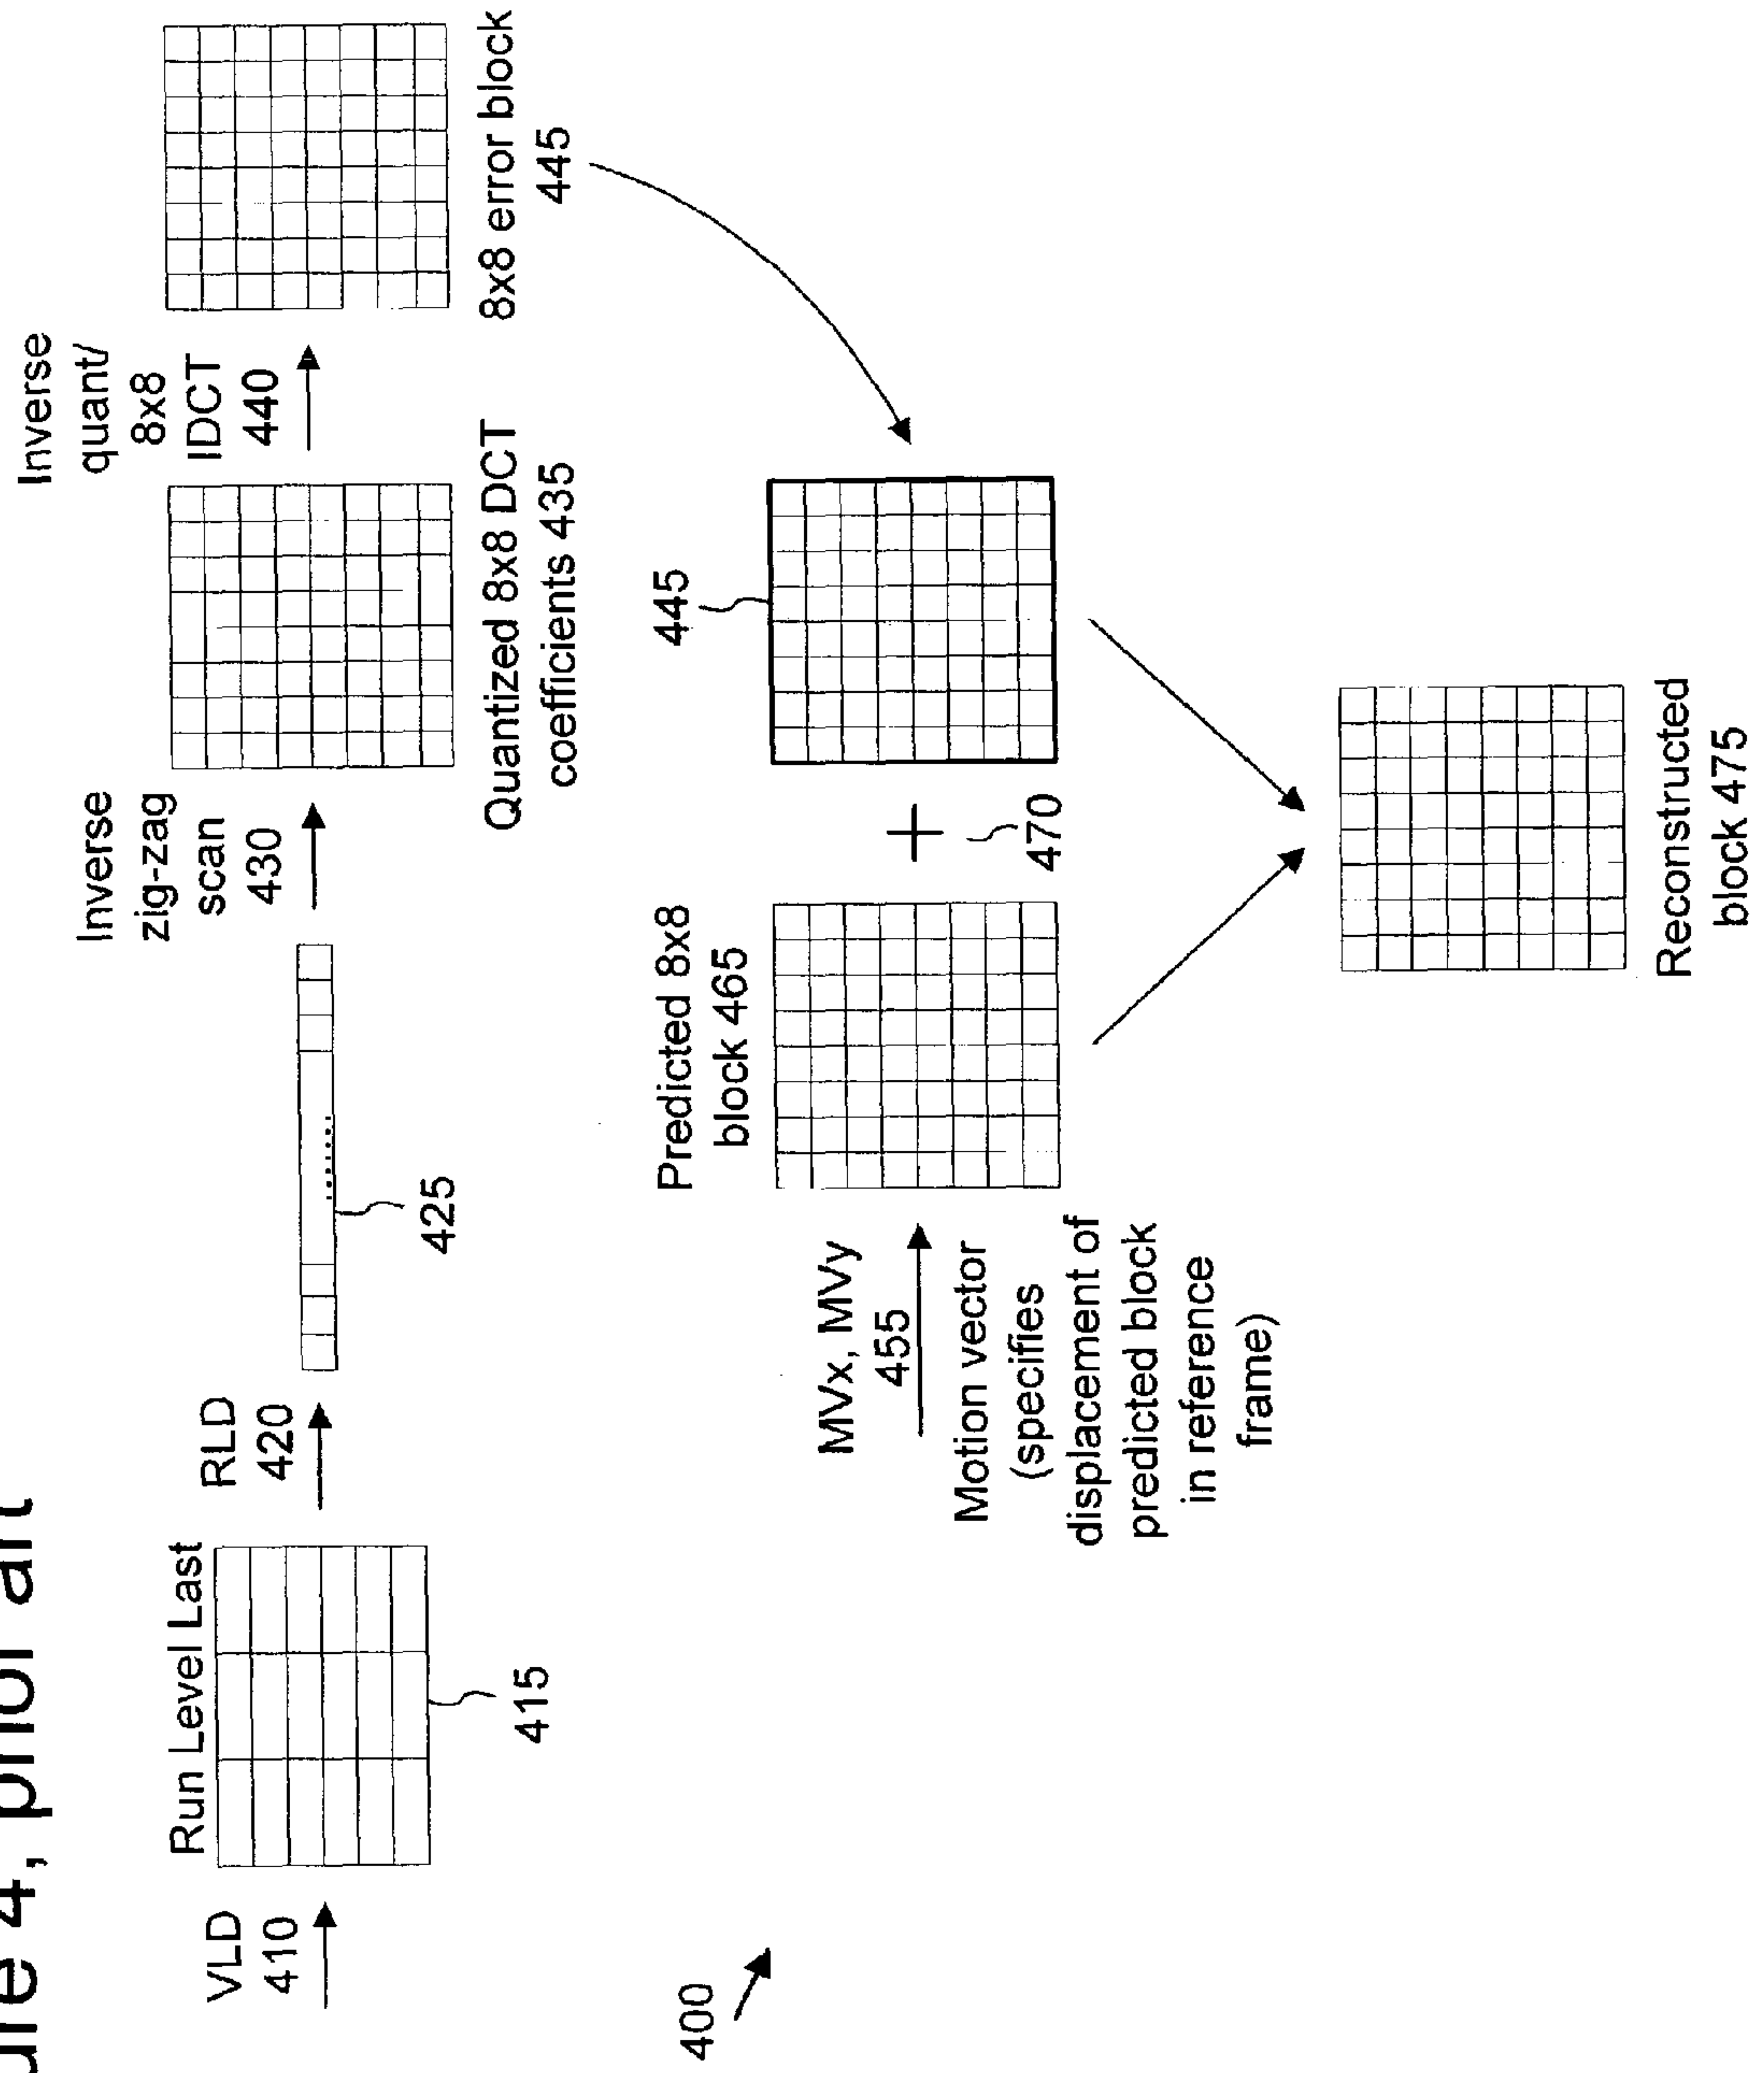 4, prior art
VLD
410
Run Level Last
415
RLD
420
425
Inverse
zig-zag
scan
430
Quantized 8x8 DCT
coefficients 435
Inverse
quant/
8x8
IDCT
440
8x8 error block
445
400
MVx, MVy
455
Motion vector
(specifies
displacement of
predicted block
in reference
frame)
Predicted 8x8
block 465
+
470
445
Reconstructed
block 475